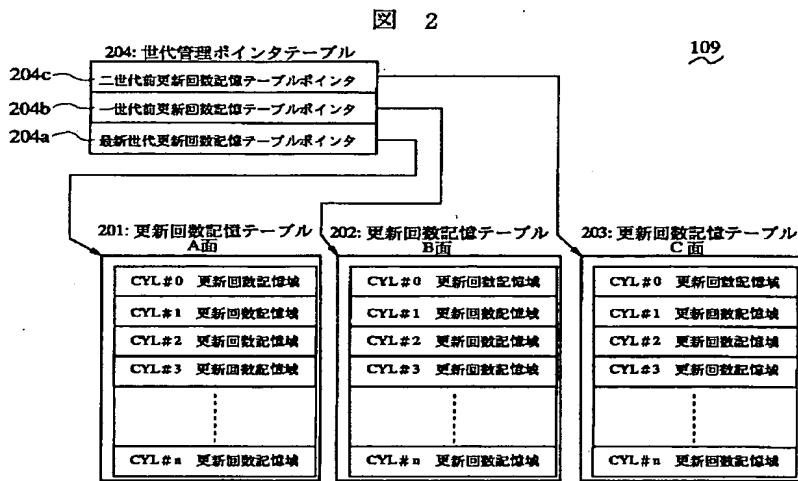 図 2
109
204: 世代管理ポインタテーブル
204c
二世代前更新回数記憶テーブルポインタ
204b
一世代前更新回数記憶テーブルポインタ
204a
最新世代更新回数記憶テーブルポインタ
201: 更新回数記憶テーブル
A面
CYL#0 更新回数記憶域
CYL#1 更新回数記憶域
CYL#2 更新回数記憶域
CYL#3 更新回数記憶域
CYL#n 更新回数記憶域
202: 更新回数記憶テーブル
B面
CYL#0 更新回数記憶域
CYL#1 更新回数記憶域
CYL#2 更新回数記憶域
CYL#3 更新回数記憶域
CYL#n 更新回数記憶域
203: 更新回数記憶テーブル
C面
CYL#0 更新回数記憶域
CYL#1 更新回数記憶域
CYL#2 更新回数記憶域
CYL#3 更新回数記憶域
CYL#n 更新回数記憶域